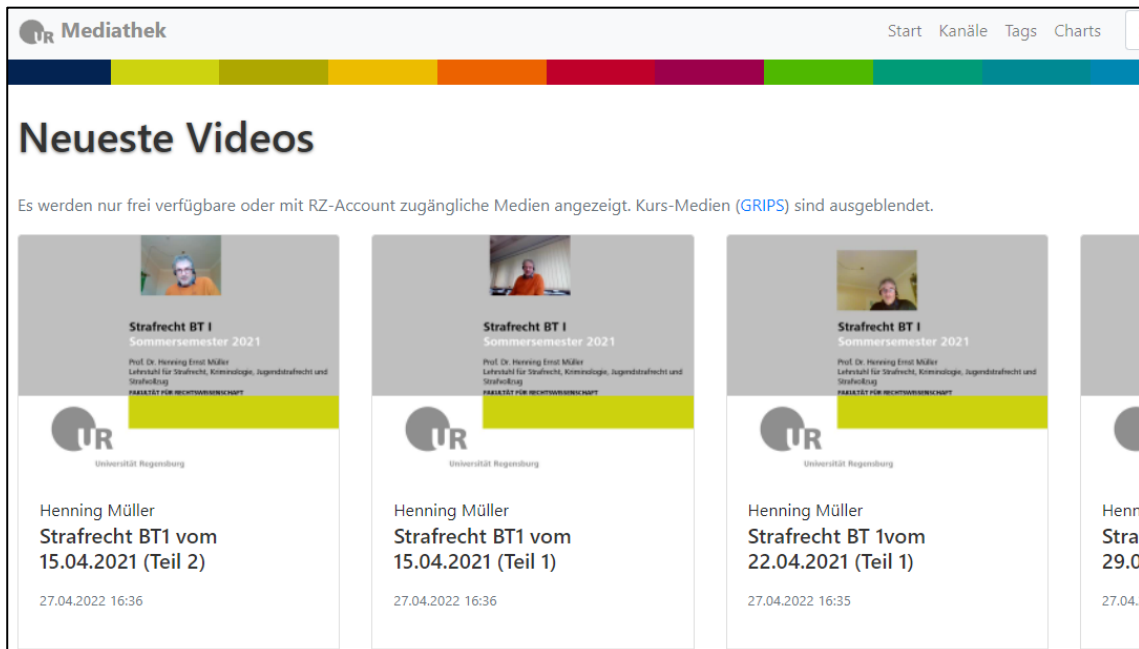 UR Mediathek
Start Kanäle Tags Charts
Neueste Videos
Es werden nur frei verfügbare oder mit RZ-Account zugängliche Medien angezeigt. Kurs-Medien (GRIPS) sind ausgeblendet.
Strafrecht BT I
Sommersemester 2021
Prof. Dr. Henning Ernst Müller
Lehrstuhl für Strafrecht, Kriminologie, Jugendstrafrecht und
Strafvollzug
FAKULTÄT FÜR RECHTSWISSENSCHAFT
UR
Universität Regensburg
Henning Müller
Strafrecht BT1 vom
15.04.2021 (Teil 2)
27.04.2022 16:36
Strafrecht BT I
Sommersemester 2021
Prof. Dr. Henning Ernst Müller
Lehrstuhl für Strafrecht, Kriminologie, Jugendstrafrecht und
Strafvollzug
FAKULTÄT FÜR RECHTSWISSENSCHAFT
UR
Universität Regensburg
Henning Müller
Strafrecht BT1 vom
15.04.2021 (Teil 1)
27.04.2022 16:36
Strafrecht BT I
Sommersemester 2021
Prof. Dr. Henning Ernst Müller
Lehrstuhl für Strafrecht, Kriminologie, Jugendstrafrecht und
Strafvollzug
FAKULTÄT FÜR RECHTSWISSENSCHAFT
UR
Universität Regensburg
Henning Müller
Strafrecht BT 1vom
22.04.2021 (Teil 1)
27.04.2022 16:35
Henn
Stra
29.0
27.04.